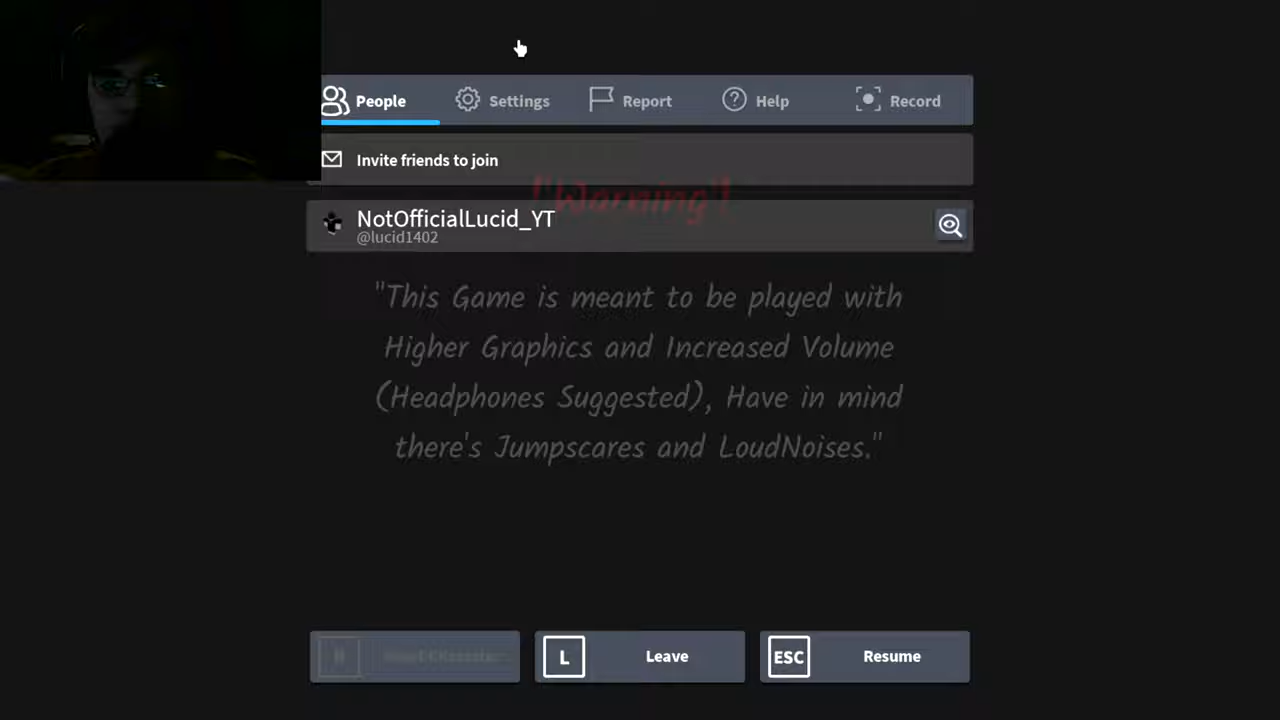 People Settings Report Help Record
Invite friends to join
!"Warning"!
NotOfficialLucid_YT
@lucid1402
"This Game is meant to be played with
Higher Graphics and Increased Volume
(Headphones Suggested), Have in mind
there's Jumpscares and LoudNoises."
L Leave ESC Resume